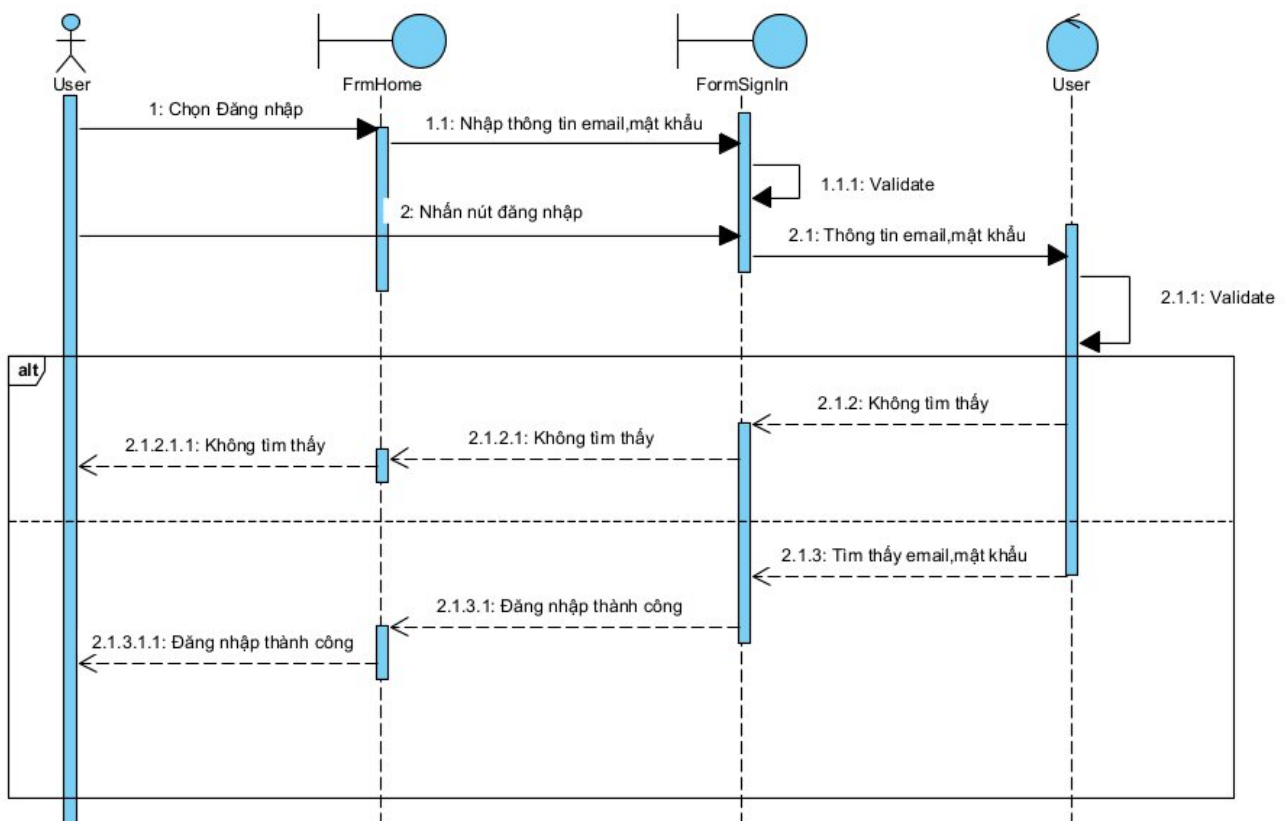 User
FrmHome
FormSignIn
User
1: Chọn Đăng nhập
1.1: Nhập thông tin email,mật khẩu
1.1.1: Validate
2: Nhấn nút đăng nhập
2.1: Thông tin email,mật khẩu
2.1.1: Validate
alt
2.1.2: Không tìm thấy
2.1.2.1: Không tìm thấy
2.1.2.1.1: Không tìm thấy
2.1.3: Tìm thấy email,mật khẩu
2.1.3.1: Đăng nhập thành công
2.1.3.1.1: Đăng nhập thành công